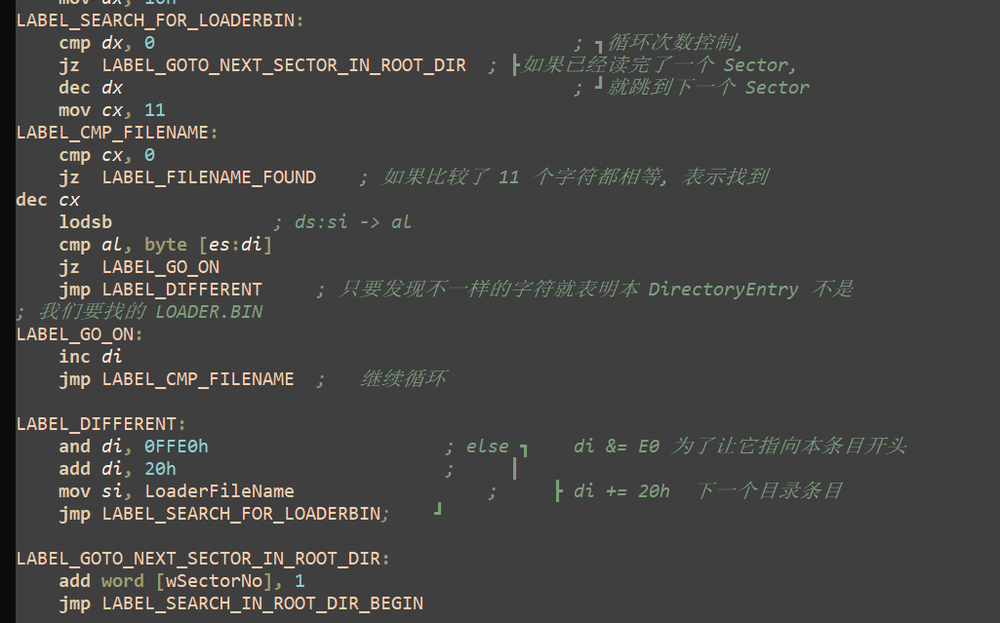 mov dx, 10h
LABEL_SEARCH_FOR_LOADERBIN:
cmp dx, 0 ; ┓循环次数控制,
jz LABEL_GOTO_NEXT_SECTOR_IN_ROOT_DIR ; ┣如果已经读完了一个 Sector,
dec dx ; ┛就跳到下一个 Sector
mov cx, 11
LABEL_CMP_FILENAME:
cmp cx, 0
jz LABEL_FILENAME_FOUND ; 如果比较了 11 个字符都相等, 表示找到
dec cx
lodsb ; ds:si -> al
cmp al, byte [es:di]
jz LABEL_GO_ON
jmp LABEL_DIFFERENT ; 只要发现不一样的字符就表明本 DirectoryEntry 不是
; 我们要找的 LOADER.BIN
LABEL_GO_ON:
inc di
jmp LABEL_CMP_FILENAME ; 继续循环
LABEL_DIFFERENT:
and di, 0FFE0h ; else ┓ di &= E0 为了让它指向本条目开头
add di, 20h ; ┃
mov si, LoaderFileName ; ┣ di += 20h 下一个目录条目
jmp LABEL_SEARCH_FOR_LOADERBIN; ┛
LABEL_GOTO_NEXT_SECTOR_IN_ROOT_DIR:
add word [wSectorNo], 1
jmp LABEL_SEARCH_IN_ROOT_DIR_BEGIN